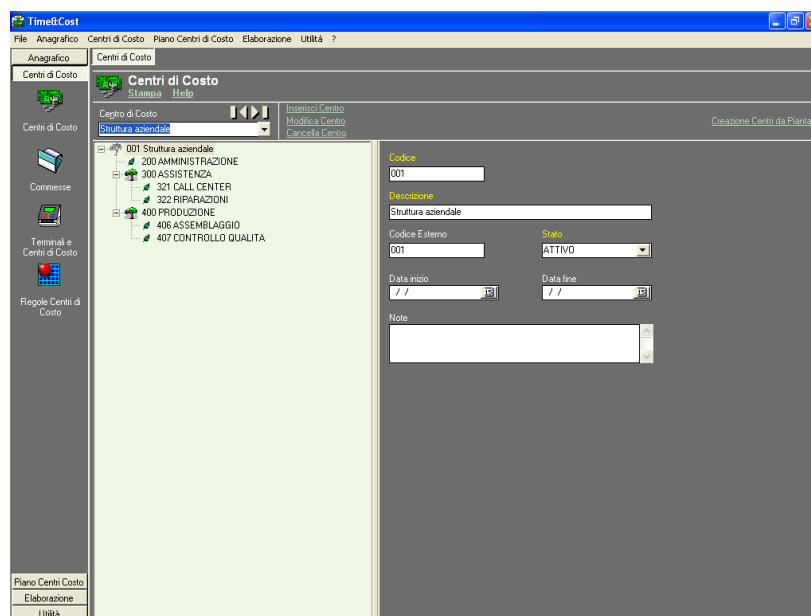 Time&Cost
File Anagrafico Centri di Costo Piano Centri di Costo Elaborazione Utilità ?
Anagrafico
Centri di Costo
Centri di Costo
Commesse
Terminali e
Centri di Costo
Regole Centri di
Costo
Piano Centri Costo
Elaborazione
Utilità
Centri di Costo
Centri di Costo
Stampa Help
Centro di Costo
Struttura aziendale
Inserisci Centro
Modifica Centro
Cancella Centro
Creazione Centri da Pianta
001 Struttura aziendale
200 AMMINISTRAZIONE
300 ASSISTENZA
321 CALL CENTER
322 RIPARAZIONI
400 PRODUZIONE
406 ASSEMBLAGGIO
407 CONTROLLO QUALITA
Codice
001
Descrizione
Struttura aziendale
Codice Esterno Stato
001 ATTIVO
Data inizio Data fine
/ / 15 / / 15
Note